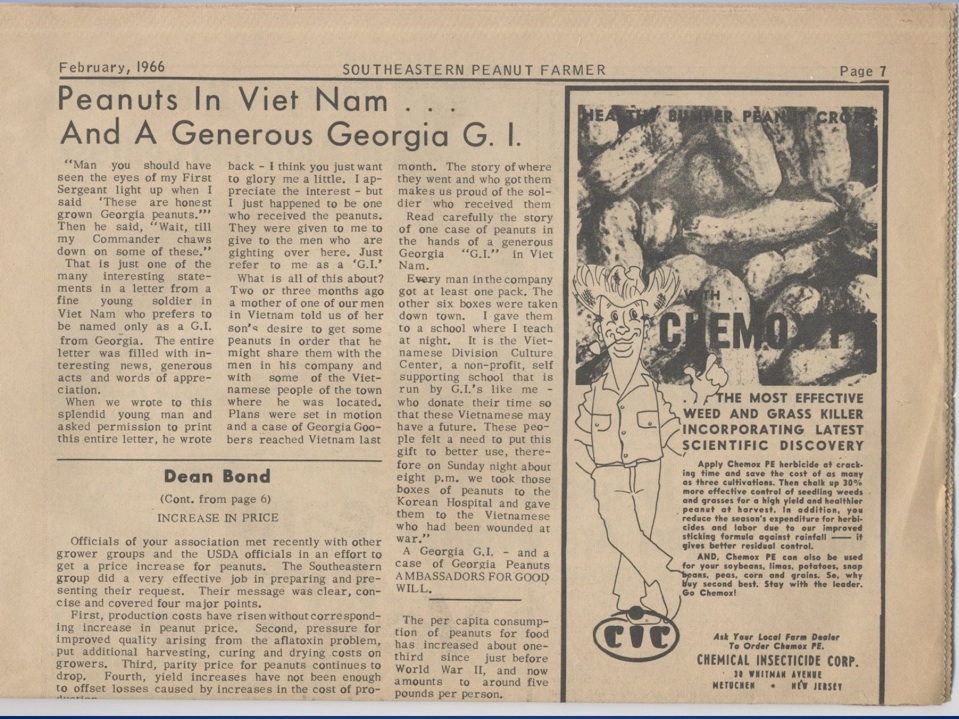 February, 1966
SOUTHEASTERN PEANUT FARMER
Page 7
Peanuts In Viet Nam . . .
And A Generous Georgia G. I.
"Man you should have
seen the eyes of my First
Sergeant light up when I
said 'These are honest
grown Georgia peanuts.'"
Then he said, "Wait, till
my Commander chaws
down on some of these."
That is just one of the
many interesting state-
ments in a letter from a
fine young soldier in
Viet Nam who prefers to
be named only as a G.I.
from Georgia. The entire
letter was filled with in-
teresting news, generous
acts and words of appre-
ciation.
When we wrote to this
splendid young man and
asked permission to print
this entire letter, he wrote
back - I think you just want
to glory me a little. I ap-
preciate the interest - but
I just happened to be one
who received the peanuts.
They were given to me to
give to the men who are
gighting over here. Just
refer to me as a 'G.I.'
What is all of this about?
Two or three months ago
a mother of one of our men
in Vietnam told us of her
son's desire to get some
peanuts in order that he
might share them with the
men in his company and
with some of the Viet-
namese people of the town
where he was located.
Plans were set in motion
and a case of Georgia Goo-
bers reached Vietnam last
month. The story of where
they went and who got them
makes us proud of the sol-
dier who received them
Read carefully the story
of one case of peanuts in
the hands of a generous
Georgia "G.I." in Viet
Nam.
Every man in the company
got at least one pack. The
other six boxes were taken
down town. I gave them
to a school where I teach
at night. It is the Viet-
namese Division Culture
Center, a non-profit, self
supporting school that is
run by G.I.'s like me -
who donate their time so
that these Vietnamese may
have a future. These peo-
ple felt a need to put this
gift to better use, there-
fore on Sunday night about
eight p.m. we took those
boxes of peanuts to the
Korean Hospital and gave
them to the Vietnamese
who had been wounded at
war."
A Georgia G.I. - and a
case of Georgia Peanuts
AMBASSADORS FOR GOOD
WILL.
The per capita consump-
tion of peanuts for food
has increased about one-
third since just before
World War II, and now
amounts to around five
pounds per person.
Dean Bond
(Cont. from page 6)
INCREASE IN PRICE
Officials of your association met recently with other
grower groups and the USDA officials in an effort to
get a price increase for peanuts. The Southeastern
group did a very effective job in preparing and pre-
senting their request. Their message was clear, con-
cise and covered four major points.
First, production costs have risen without correspond-
ing increase in peanut price. Second, pressure for
improved quality arising from the aflatoxin problem,
put additional harvesting, curing and drying costs on
growers. Third, parity price for peanuts continues to
drop. Fourth, yield increases have not been enough
to offset losses caused by increases in the cost of pro-
duction.
HEALTHY BUMPER PEANUT CROPS
WITH
CHEMOX PE
. . . THE MOST EFFECTIVE
WEED AND GRASS KILLER
INCORPORATING LATEST
SCIENTIFIC DISCOVERY
Apply Chemox PE herbicide at crack-
ing time and save the cost of as many
as three cultivations. Then chalk up 30%
more effective control of seedling weeds
and grasses for a high yield and healthier
peanut at harvest. In addition, you
reduce the season's expenditure for herbi-
cides and labor due to our improved
sticking formula against rainfall — it
gives better residual control.
AND, Chemox PE can also be used
for your soybeans, limas, potatoes, snap
beans, peas, corn and grains. So, why
buy second best. Stay with the leader.
Go Chemox!
CIC
Ask Your Local Farm Dealer
To Order Chemox PE.
CHEMICAL INSECTICIDE CORP.
30 WHITMAN AVENUE
METUCHEN • NEW JERSEY